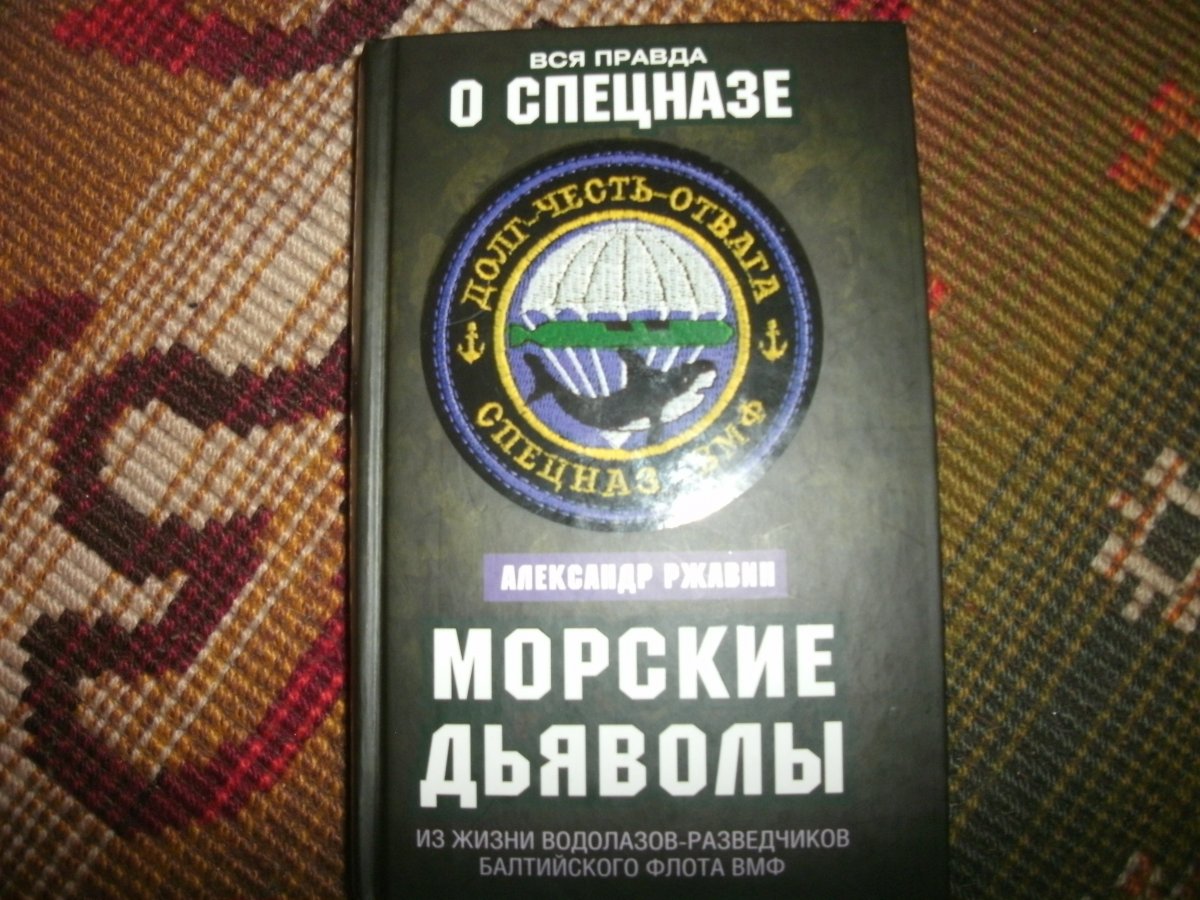 ВСЯ ПРАВДА
О СПЕЦНАЗЕ
ДОЛГ-ЧЕСТЬ-ОТВАГА
СПЕЦНАЗ ВМФ
АЛЕКСАНДР РЖАВИН
МОРСКИЕ
ДЬЯВОЛЫ
ИЗ ЖИЗНИ ВОДОЛАЗОВ-РАЗВЕДЧИКОВ
БАЛТИЙСКОГО ФЛОТА ВМФ